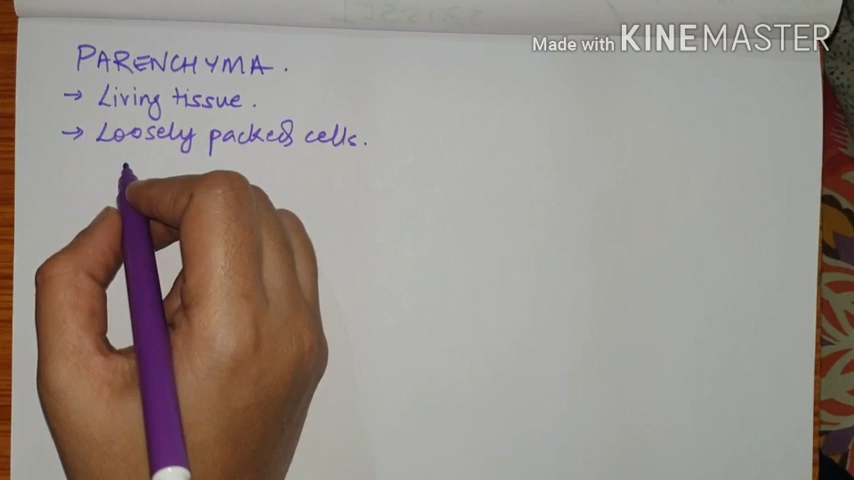 Made with KINEMASTER
PARENCHYMA.
→ Living tissue.
→ Loosely packed cells.